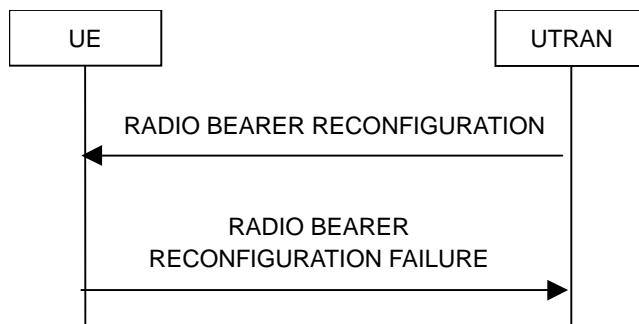 UE
UTRAN
RADIO BEARER RECONFIGURATION
RADIO BEARER
RECONFIGURATION FAILURE